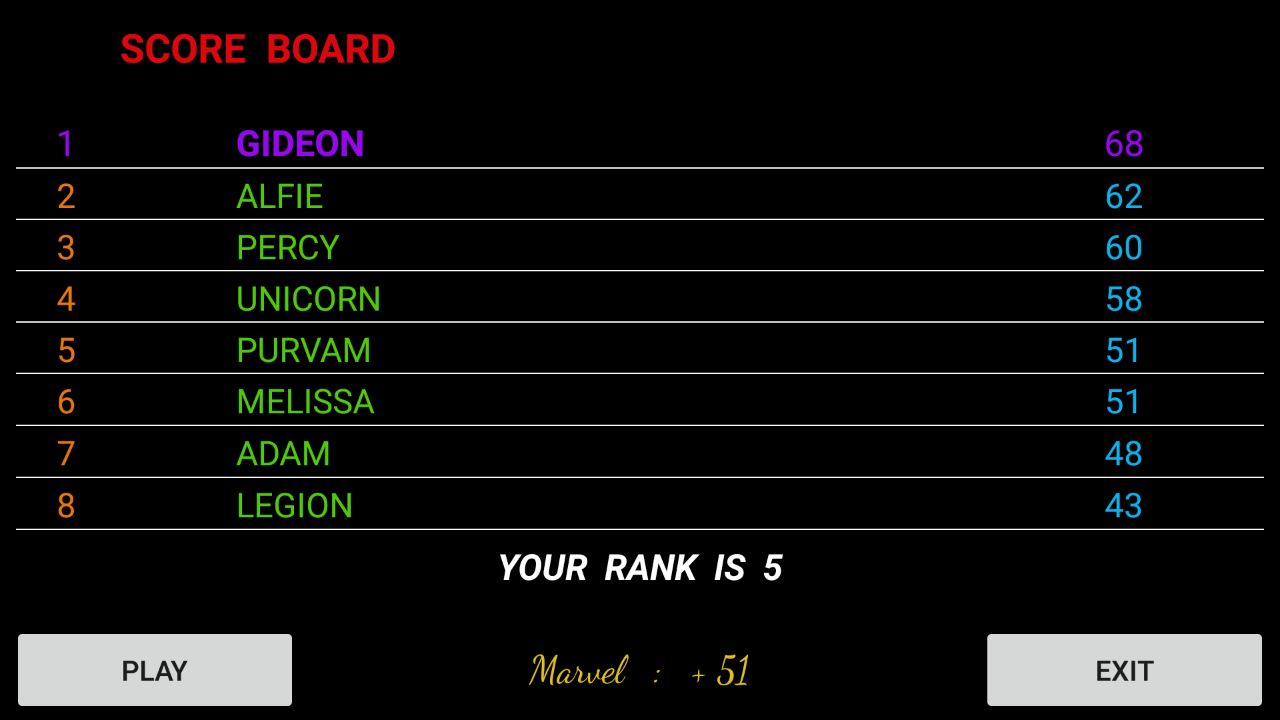 SCORE BOARD
1 GIDEON 68
2 ALFIE 62
3 PERCY 60
4 UNICORN 58
5 PURVAM 51
6 MELISSA 51
7 ADAM 48
8 LEGION 43
YOUR RANK IS 5
PLAY Marvel : + 51 EXIT